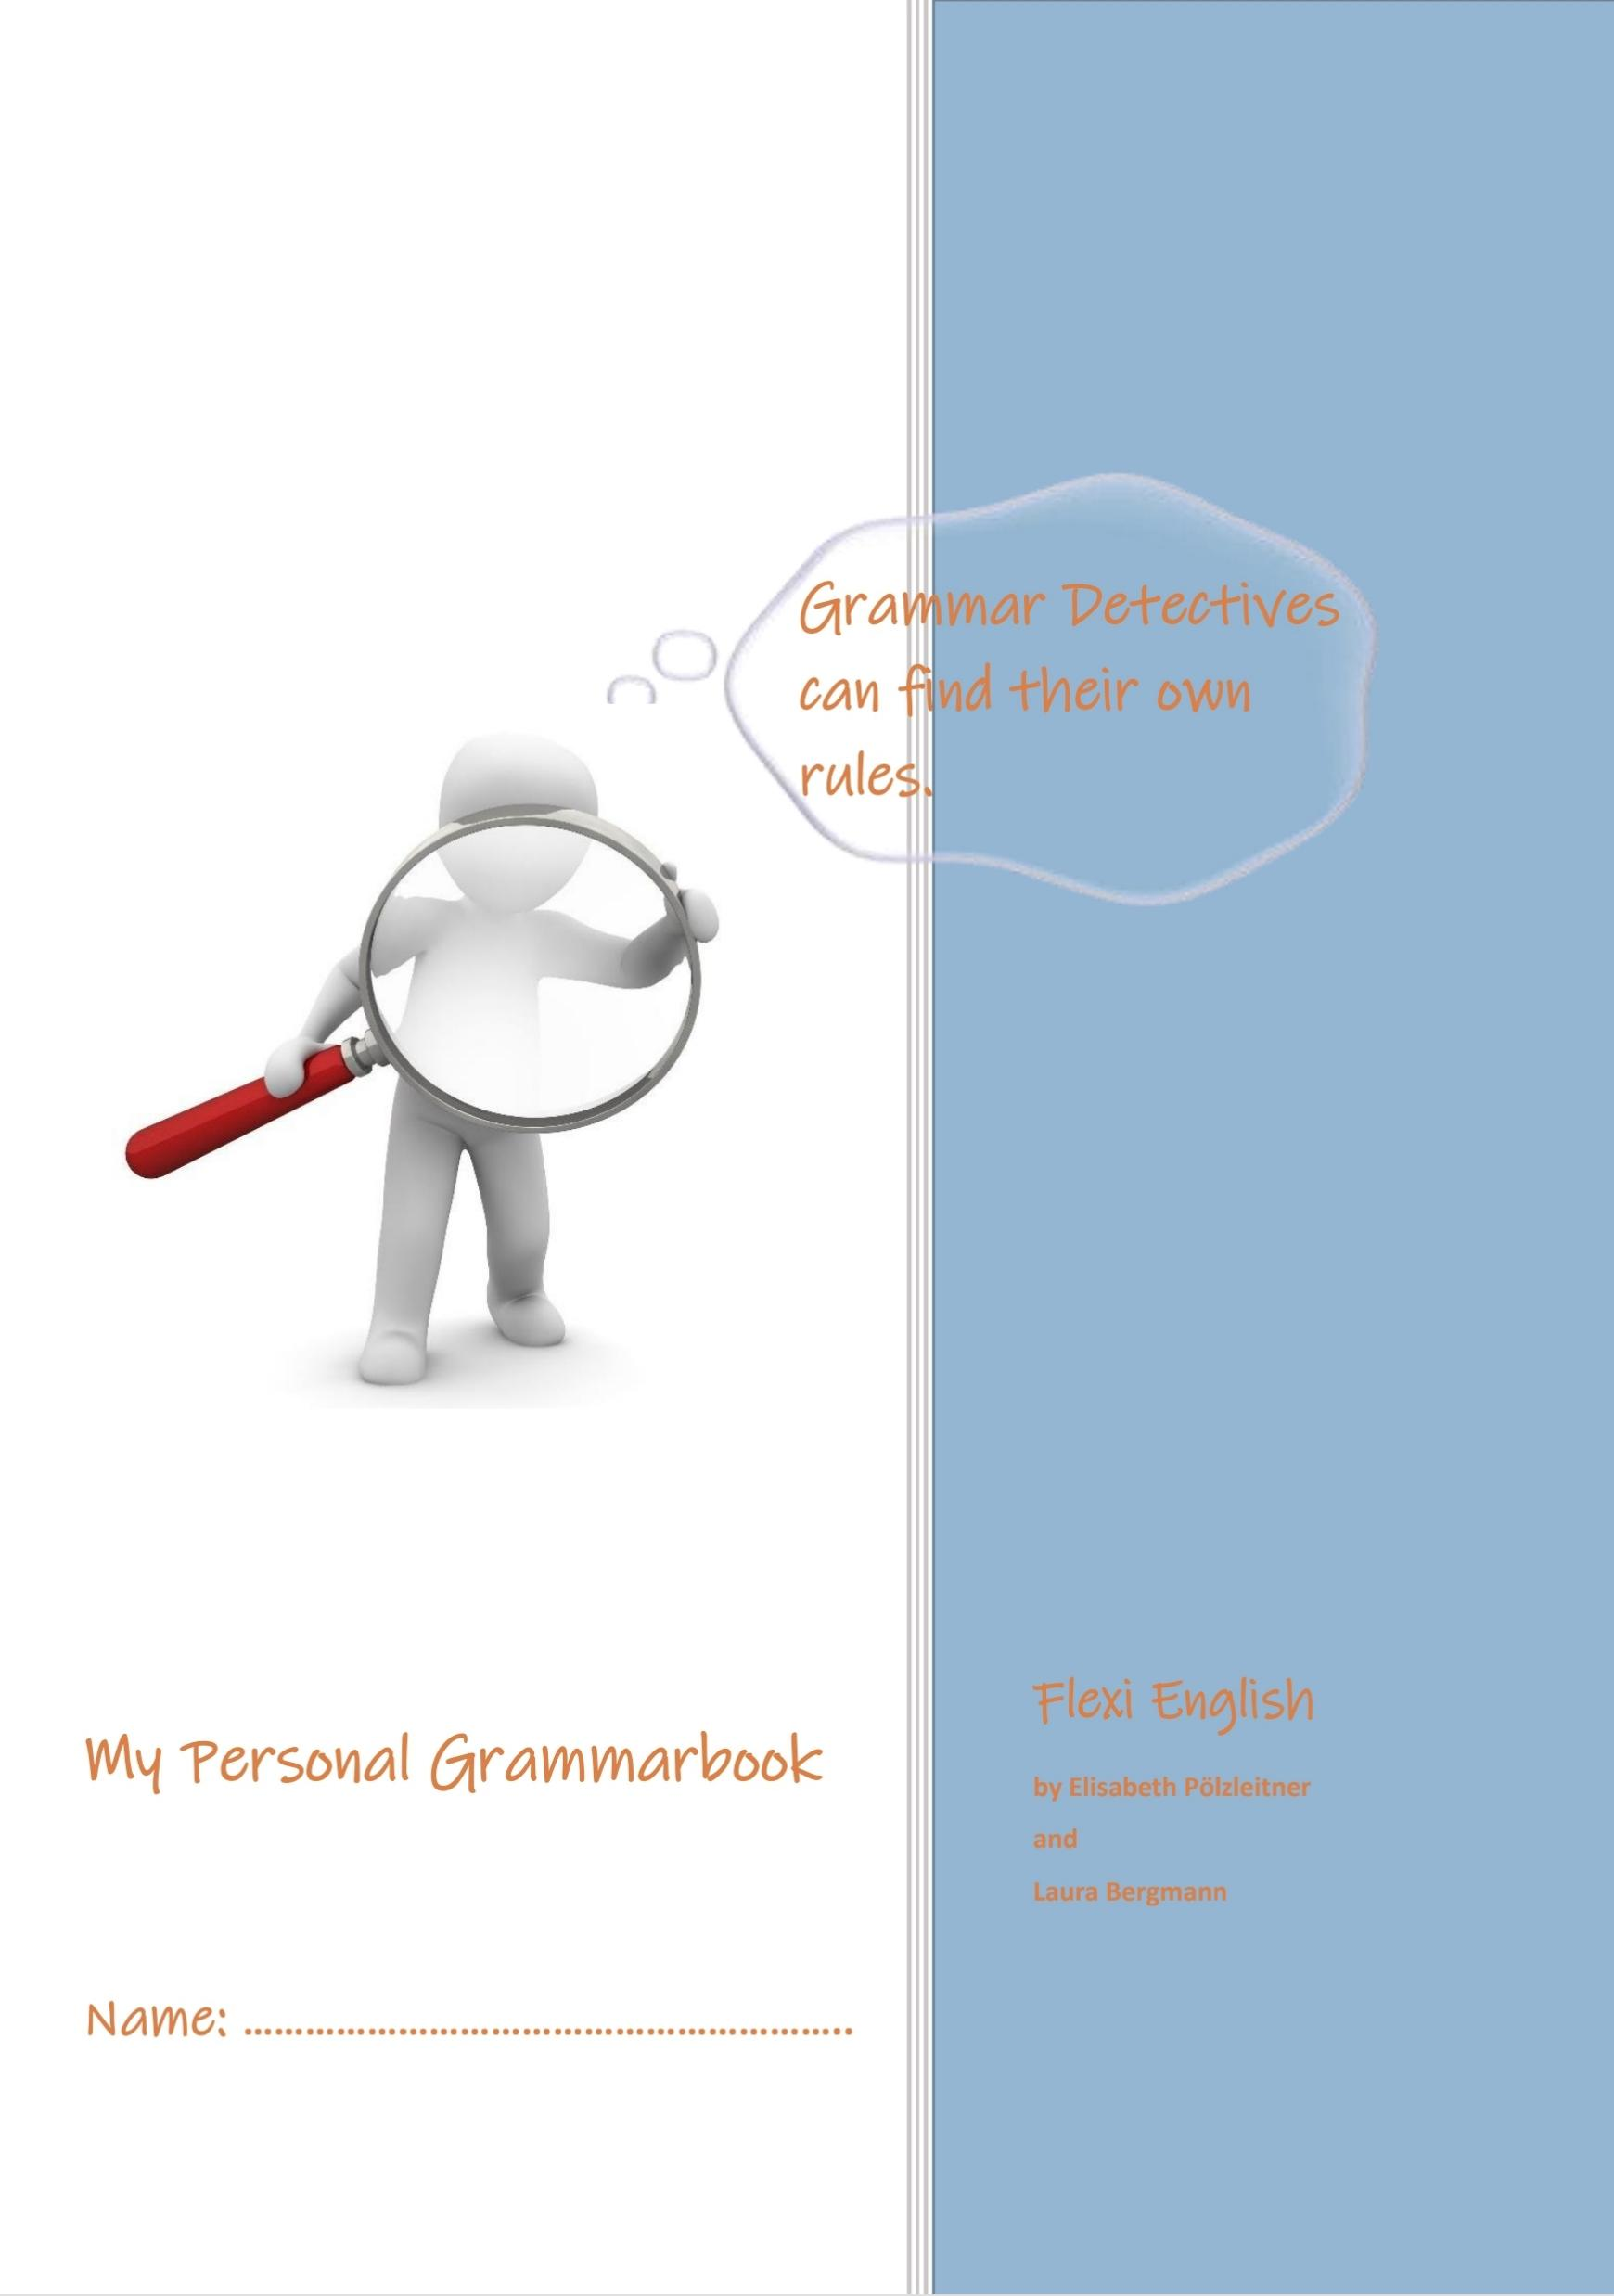 Grammar Detectives
can find their own
rules.
My Personal Grammarbook
Name: ............................................................
Flexi English
by Elisabeth Pölzleitner
and
Laura Bergmann